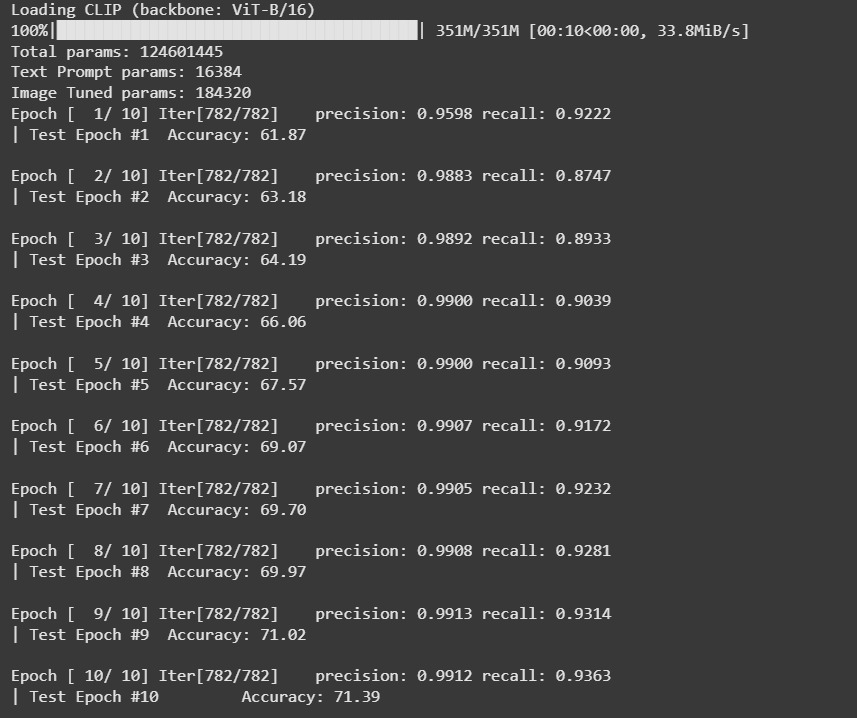 Loading CLIP (backbone: ViT-B/16)
100%|██████████████████████████████████████| 351M/351M [00:10<00:00, 33.8MiB/s]
Total params: 124601445
Text Prompt params: 16384
Image Tuned params: 184320
Epoch [  1/ 10] Iter[782/782]    precision: 0.9598 recall: 0.9222
| Test Epoch #1  Accuracy: 61.87
Epoch [  2/ 10] Iter[782/782]    precision: 0.9883 recall: 0.8747
| Test Epoch #2  Accuracy: 63.18
Epoch [  3/ 10] Iter[782/782]    precision: 0.9892 recall: 0.8933
| Test Epoch #3  Accuracy: 64.19
Epoch [  4/ 10] Iter[782/782]    precision: 0.9900 recall: 0.9039
| Test Epoch #4  Accuracy: 66.06
Epoch [  5/ 10] Iter[782/782]    precision: 0.9900 recall: 0.9093
| Test Epoch #5  Accuracy: 67.57
Epoch [  6/ 10] Iter[782/782]    precision: 0.9907 recall: 0.9172
| Test Epoch #6  Accuracy: 69.07
Epoch [  7/ 10] Iter[782/782]    precision: 0.9905 recall: 0.9232
| Test Epoch #7  Accuracy: 69.70
Epoch [  8/ 10] Iter[782/782]    precision: 0.9908 recall: 0.9281
| Test Epoch #8  Accuracy: 69.97
Epoch [  9/ 10] Iter[782/782]    precision: 0.9913 recall: 0.9314
| Test Epoch #9  Accuracy: 71.02
Epoch [ 10/ 10] Iter[782/782]    precision: 0.9912 recall: 0.9363
| Test Epoch #10         Accuracy: 71.39